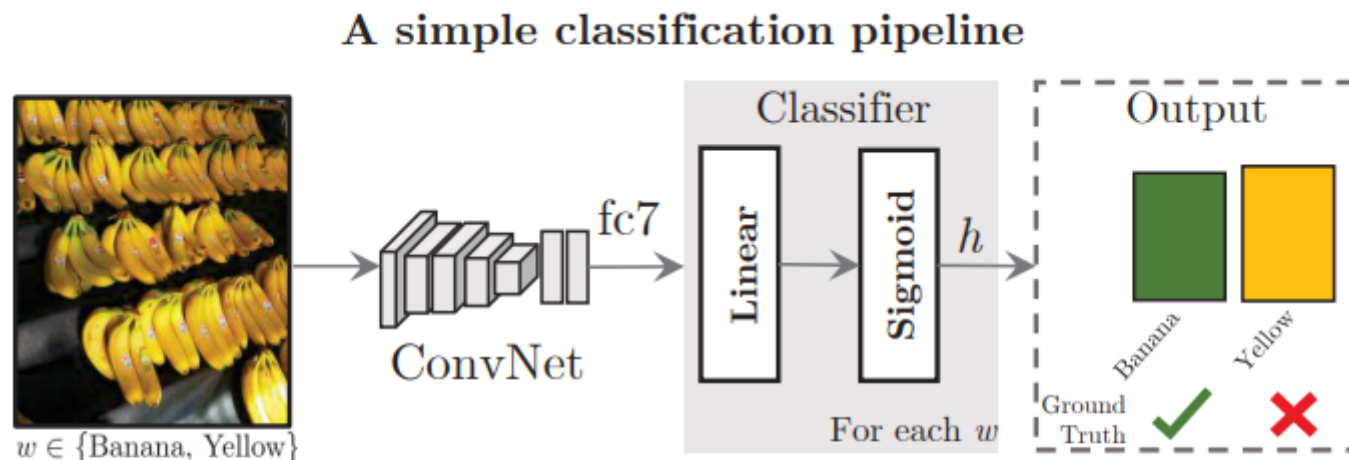 A simple classification pipeline
w ∈ {Banana, Yellow}
ConvNet
fc7
Classifier
Linear
Sigmoid
For each w
h
Output
Banana
Yellow
Ground
Truth